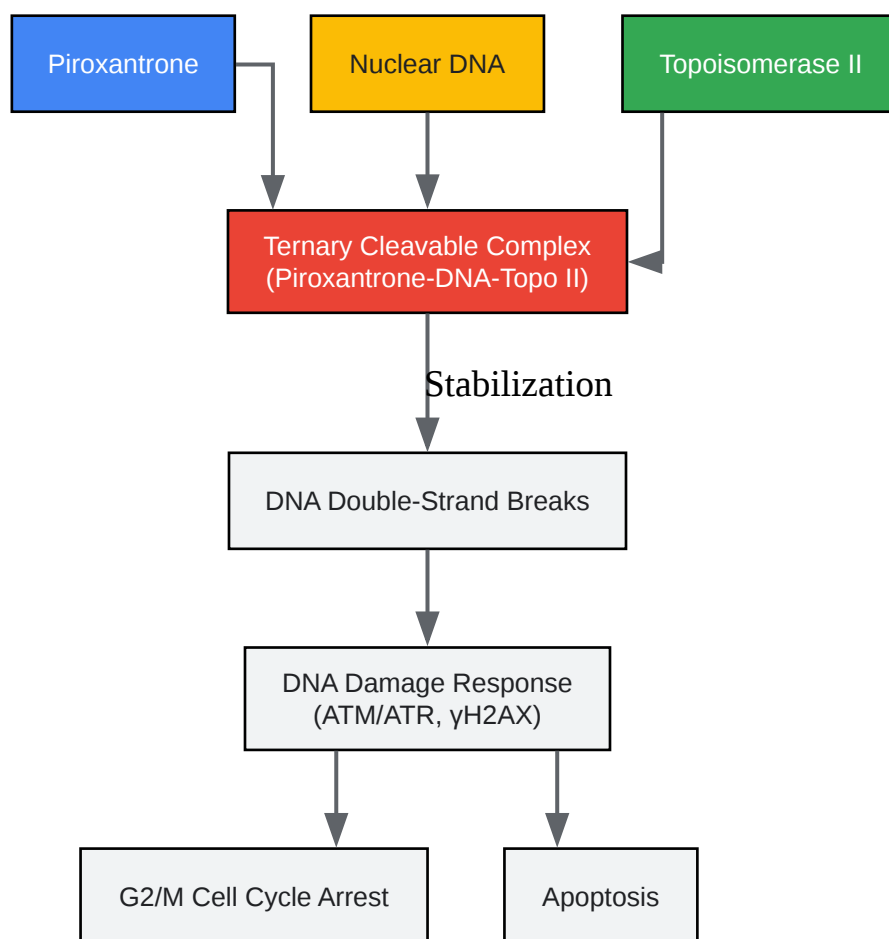 Piroxantrone
Nuclear DNA
Topoisomerase II
Ternary Cleavable Complex
(Piroxantrone-DNA-Topo II)
Stabilization
DNA Double-Strand Breaks
DNA Damage Response
(ATM/ATR, γH2AX)
G2/M Cell Cycle Arrest
Apoptosis